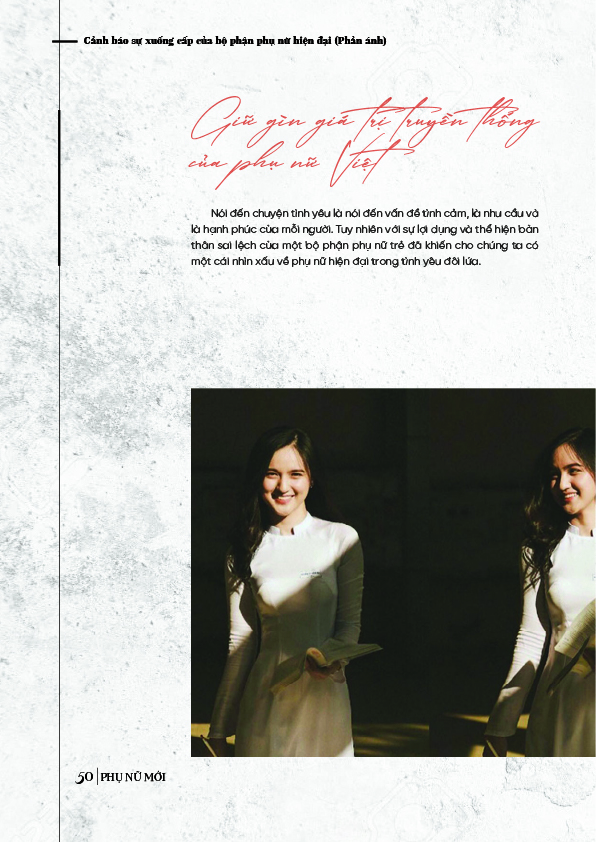 Cảnh báo sự xuống cấp của bộ phận phụ nữ hiện đại (Phản ánh)
Giữ gìn giá trị truyền thống
của phụ nữ Việt
Nói đến chuyện tình yêu là nói đến vấn đề tình cảm, là nhu cầu và
là hạnh phúc của mỗi người. Tuy nhiên với sự lợi dụng và thể hiện bản
thân sai lệch của một bộ phận phụ nữ trẻ đã khiến cho chúng ta có
một cái nhìn xấu về phụ nữ hiện đại trong tình yêu đôi lứa.
50 | PHỤ NỮ MỚI